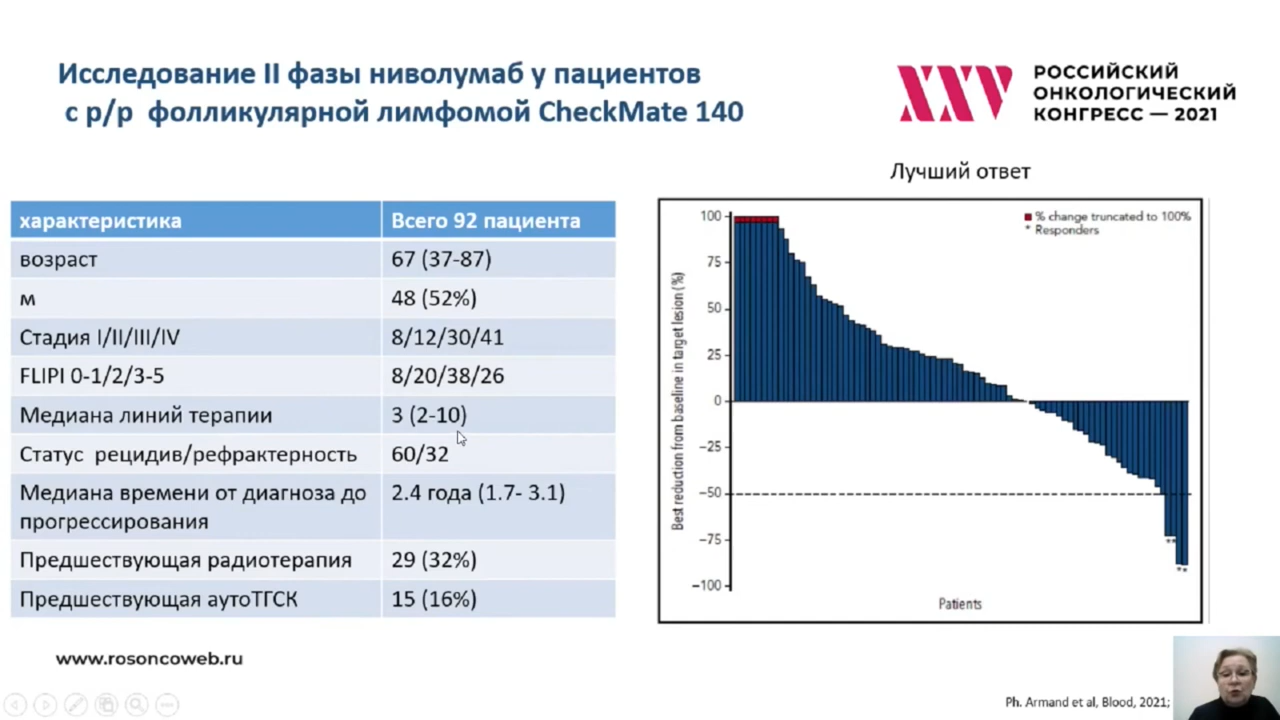 Исследование II фазы ниволумаб у пациентов
с р/р фолликулярной лимфомой CheckMate 140
XXV
РОССИЙСКИЙ
ОНКОЛОГИЧЕСКИЙ
КОНГРЕСС — 2021
характеристика Всего 92 пациента
возраст 67 (37-87)
м 48 (52%)
Стадия I/II/III/IV 8/12/30/41
FLIPI 0-1/2/3-5 8/20/38/26
Медиана линий терапии 3 (2-10)
Статус рецидив/рефрактерность 60/32
Медиана времени от диагноза до 2.4 года (1.7- 3.1)
прогрессирования
Предшествующая радиотерапия 29 (32%)
Предшествующая аутоТГСК 15 (16%)
Лучший ответ
% change truncated to 100%
* Responders
Best reduction from baseline in target lesion (%)
100
75
50
25
0
−25
−50
−75
−100
**
**
Patients
www.rosoncoweb.ru
Ph. Armand et al, Blood, 2021;